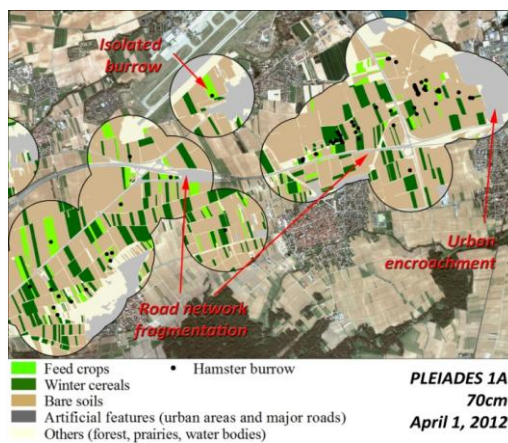 Isolated
burrow
Urban
encroachment
Road network
fragmentation
Feed crops
• Hamster burrow
Winter cereals
Bare soils
Artificial features (urban areas and major roads)
Others (forest, prairies, water bodies)
PLEIADES 1A
70cm
April 1, 2012